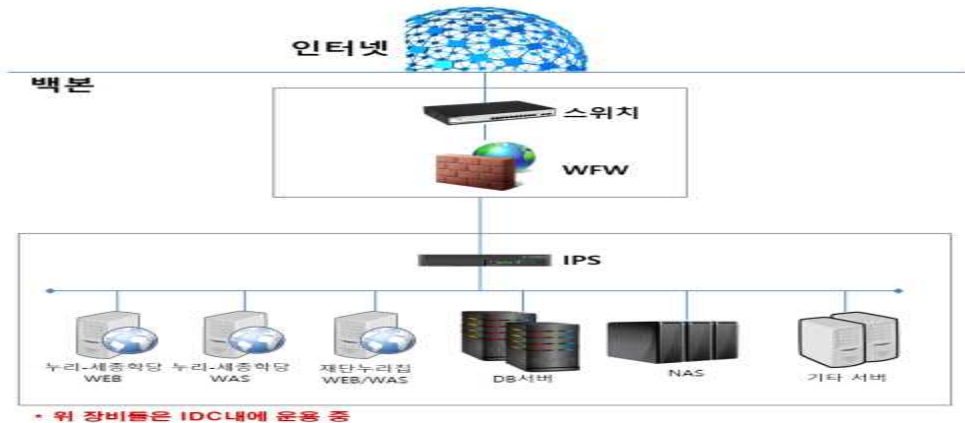 인터넷
백본
스위치
WFW
IPS
누리-세종학당
WEB
누리-세종학당
WAS
재단누리집
WEB/WAS
DB서버
NAS
기타 서버
* 위 장비들은 IDC내에 운용 중